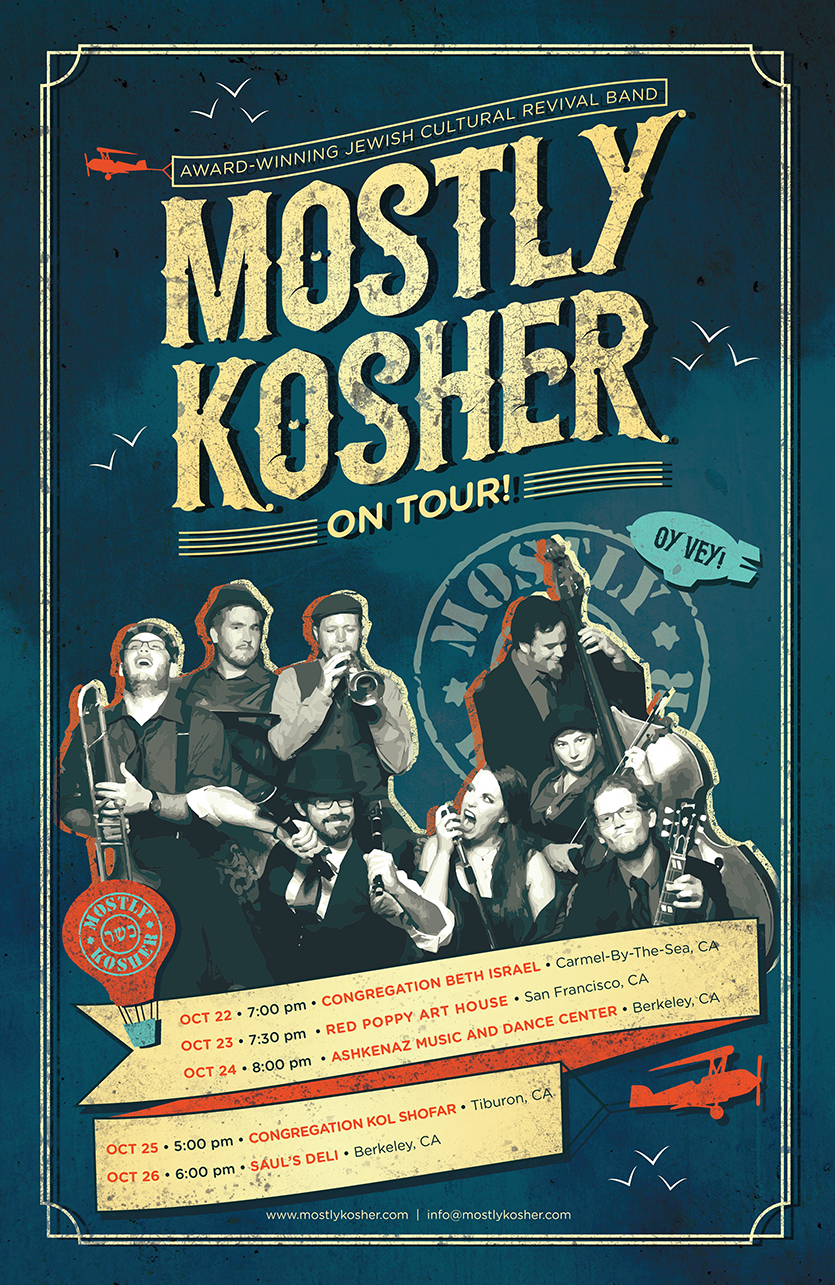 AWARD-WINNING JEWISH CULTURAL REVIVAL BAND
MOSTLY
KOSHER
ON TOUR!
OY VEY!
MOSTLY
MOSTLY
כשר
KOSHER
OCT 22 • 7:00 pm • CONGREGATION BETH ISRAEL • Carmel-By-The-Sea, CA
OCT 23 • 7:30 pm • RED POPPY ART HOUSE • San Francisco, CA
OCT 24 • 8:00 pm • ASHKENAZ MUSIC AND DANCE CENTER • Berkeley, CA
OCT 25 • 5:00 pm • CONGREGATION KOL SHOFAR • Tiburon, CA
OCT 26 • 6:00 pm • SAUL'S DELI • Berkeley, CA
www.mostlykosher.com | info@mostlykosher.com